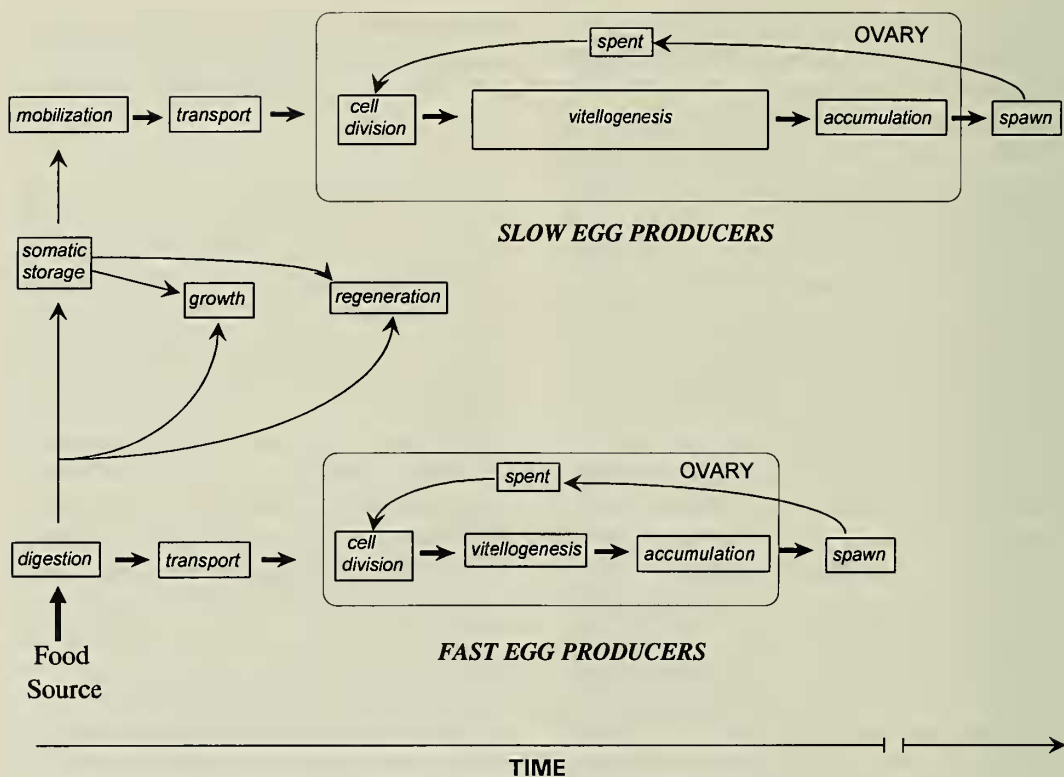 OVARY
spent
mobilization
transport
cell
division
vitellogenesis
accumulation
spawn
SLOW EGG PRODUCERS
somatic
storage
growth
regeneration
OVARY
spent
digestion
transport
cell
division
vitellogenesis
accumulation
spawn
FAST EGG PRODUCERS
Food
Source
TIME